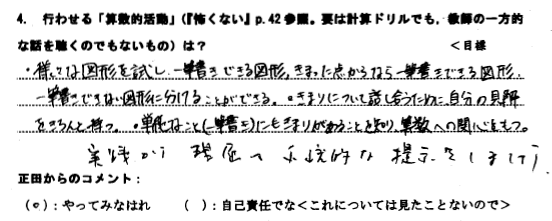 4. 行わせる「算数的活動」(『怖くない』p.42参照。要は計算ドリルでも,教師の一方的
な話を聴くのでもないもの)は? <目標
・様々な図形を試し、一筆書きできる図形,きまった点からなら一筆書きできる図形,
一筆書きできない図形に分けることができる。・きまりについて話し合うために,自分の見解
をきちんと持つ。・単純なこと(一筆書き)にもきまりがあることを知り,算数への関心をもつ。
実践から 発展への系統的な提示をします!
正田からのコメント:
(○):やってみなはれ ( ):自己責任でな<これについては見たことないので>